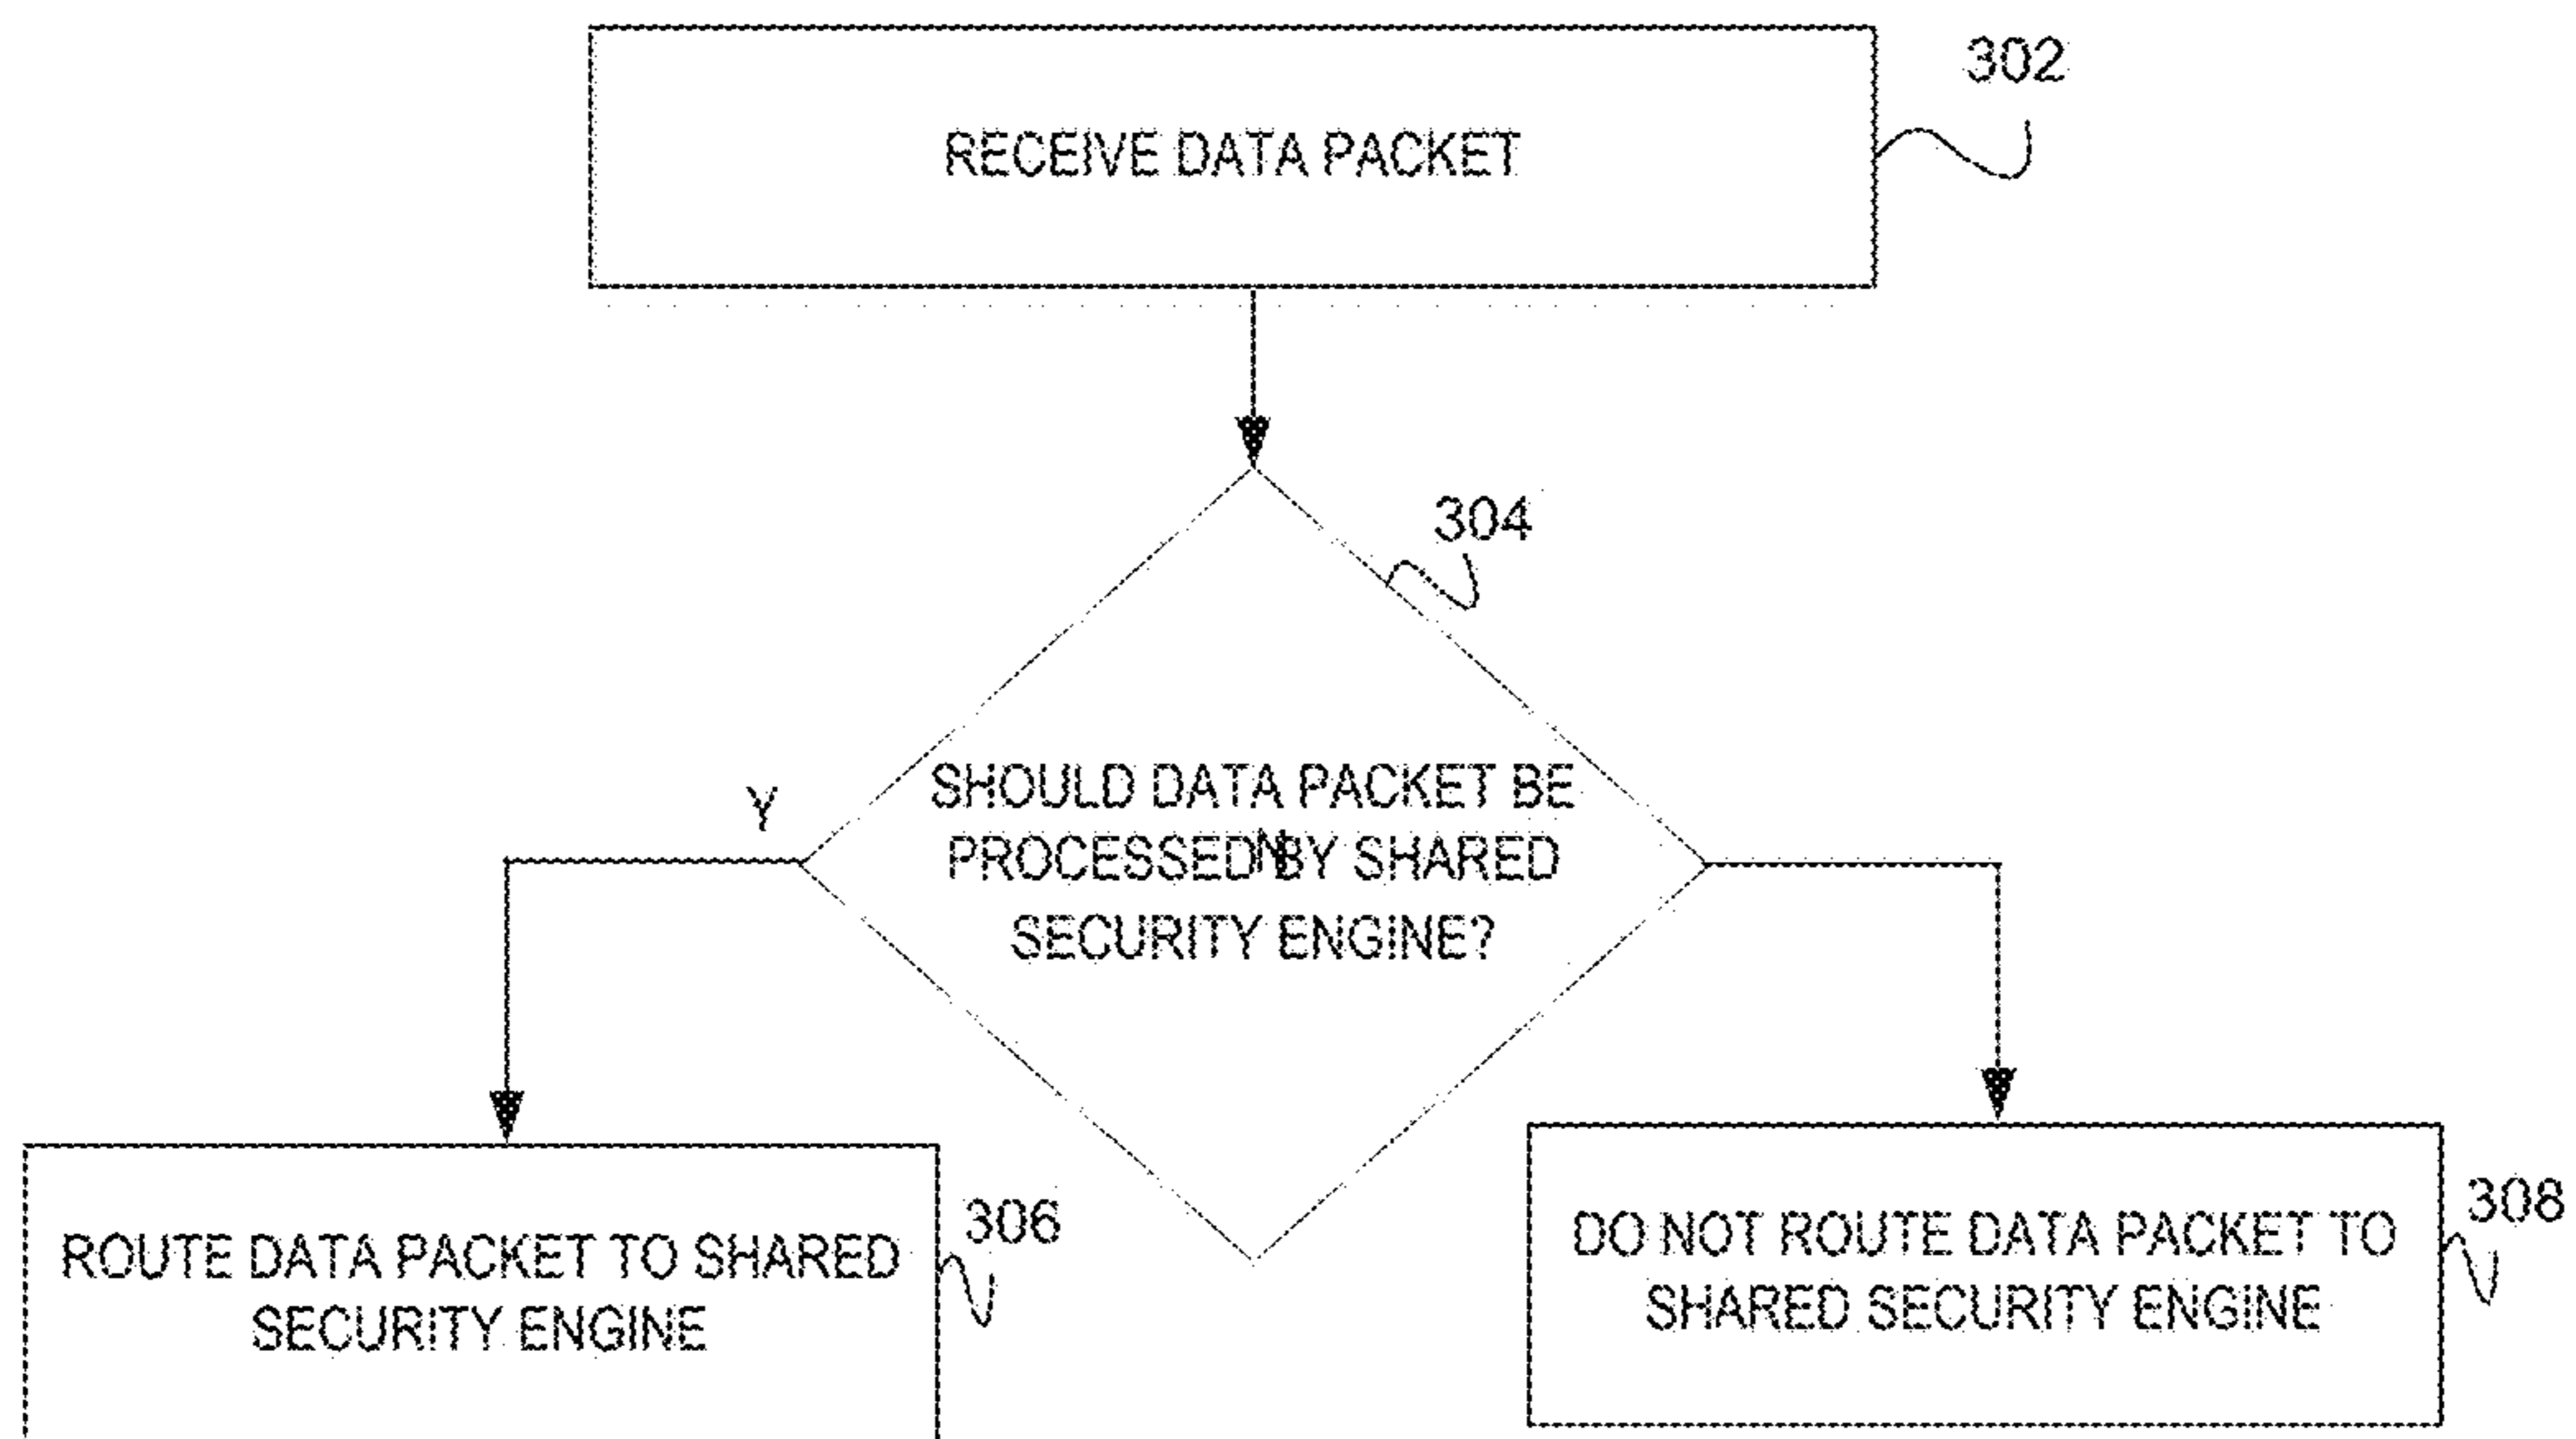 RECEIVE DATA PACKET
302
304
SHOULD DATA PACKET BE
PROCESSED BY SHARED
SECURITY ENGINE?
Y
N
ROUTE DATA PACKET TO SHARED
SECURITY ENGINE
306
DO NOT ROUTE DATA PACKET TO
SHARED SECURITY ENGINE
308